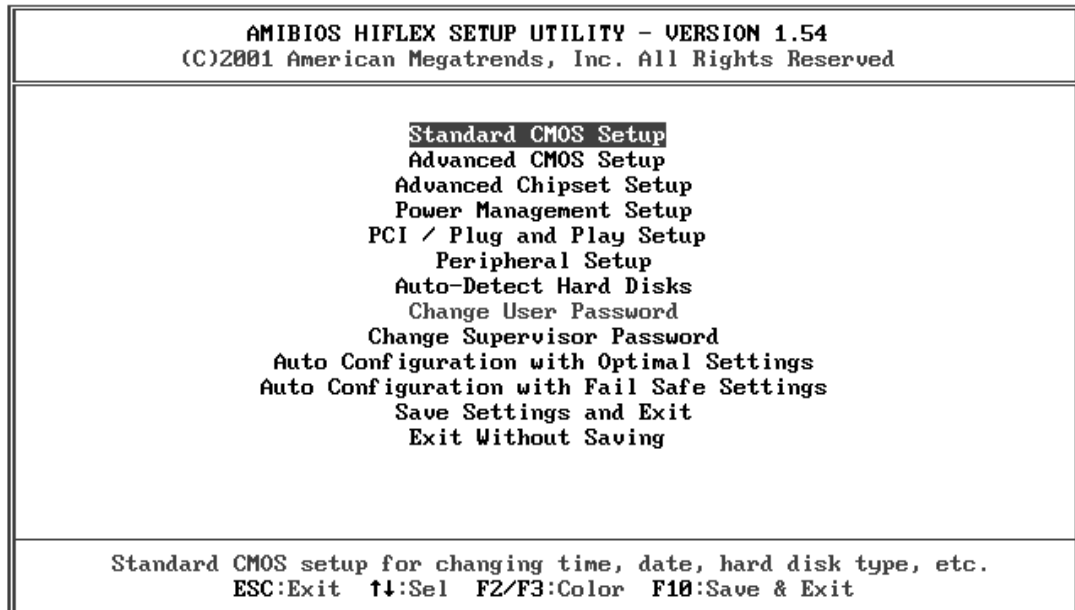 AMIBIOS HIFLEX SETUP UTILITY - VERSION 1.54
(C)2001 American Megatrends, Inc. All Rights Reserved
Standard CMOS Setup
Advanced CMOS Setup
Advanced Chipset Setup
Power Management Setup
PCI / Plug and Play Setup
Peripheral Setup
Auto-Detect Hard Disks
Change User Password
Change Supervisor Password
Auto Configuration with Optimal Settings
Auto Configuration with Fail Safe Settings
Save Settings and Exit
Exit Without Saving
Standard CMOS setup for changing time, date, hard disk type, etc.
ESC:Exit ↑↓:Sel F2/F3:Color F10:Save & Exit